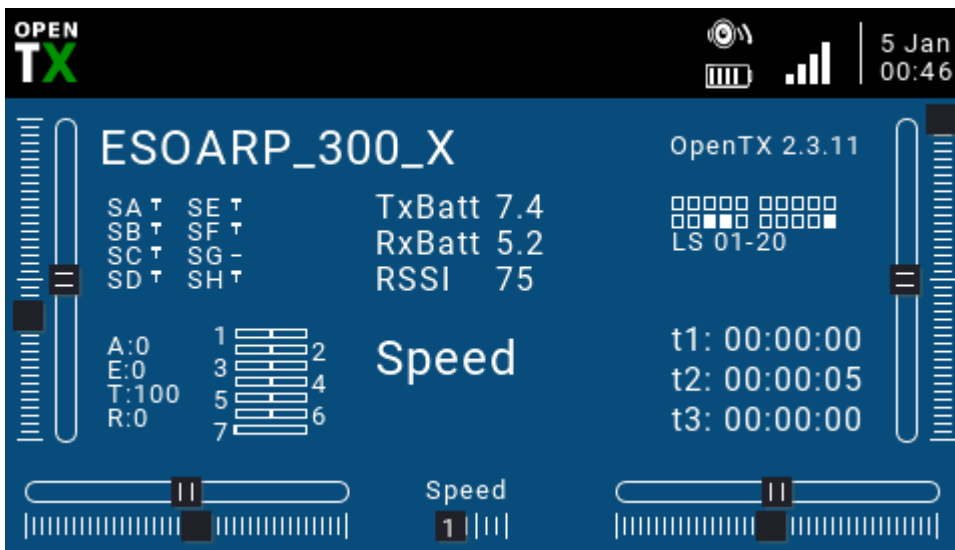 OPEN
TX
5 Jan
00:46
ESOARP_300_X
OpenTX 2.3.11
SA SE
SB SF
SC SG -
SD SH
TxBatt 7.4
RxBatt 5.2
RSSI 75
LS 01-20
A:0
E:0
T:100
R:0
1
2
3
4
5
6
7
Speed
t1: 00:00:00
t2: 00:00:05
t3: 00:00:00
Speed
1